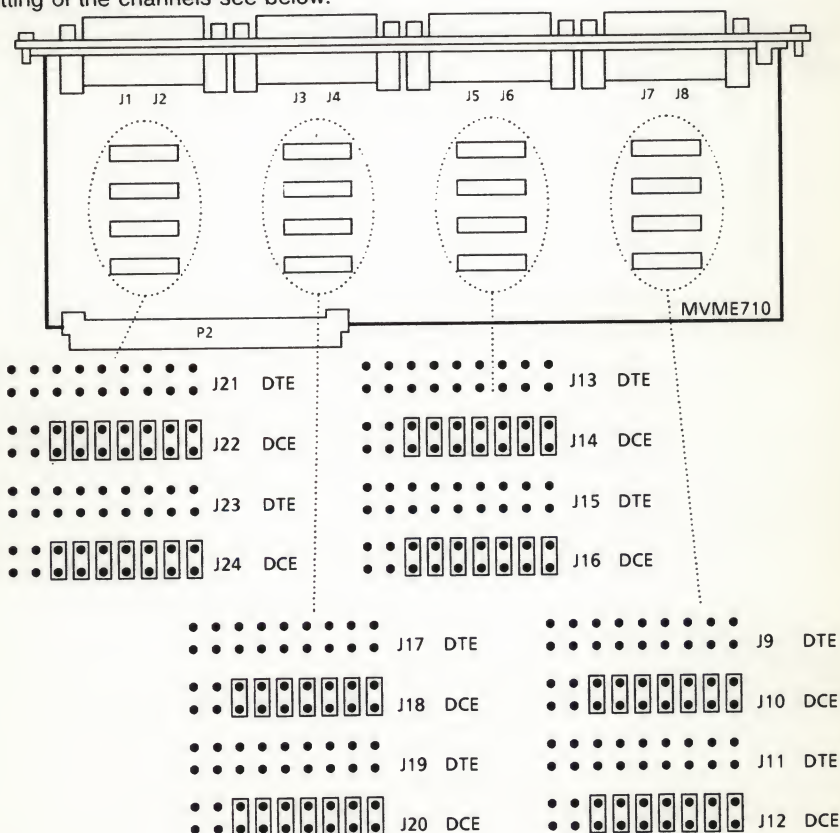 tting of the channels see below.
J1 J2 J3 J4 J5 J6 J7 J8
MVME710
P2
J21 DTE
J22 DCE
J23 DTE
J24 DCE
J13 DTE
J14 DCE
J15 DTE
J16 DCE
J17 DTE
J18 DCE
J19 DTE
J20 DCE
J9 DTE
J10 DCE
J11 DTE
J12 DCE